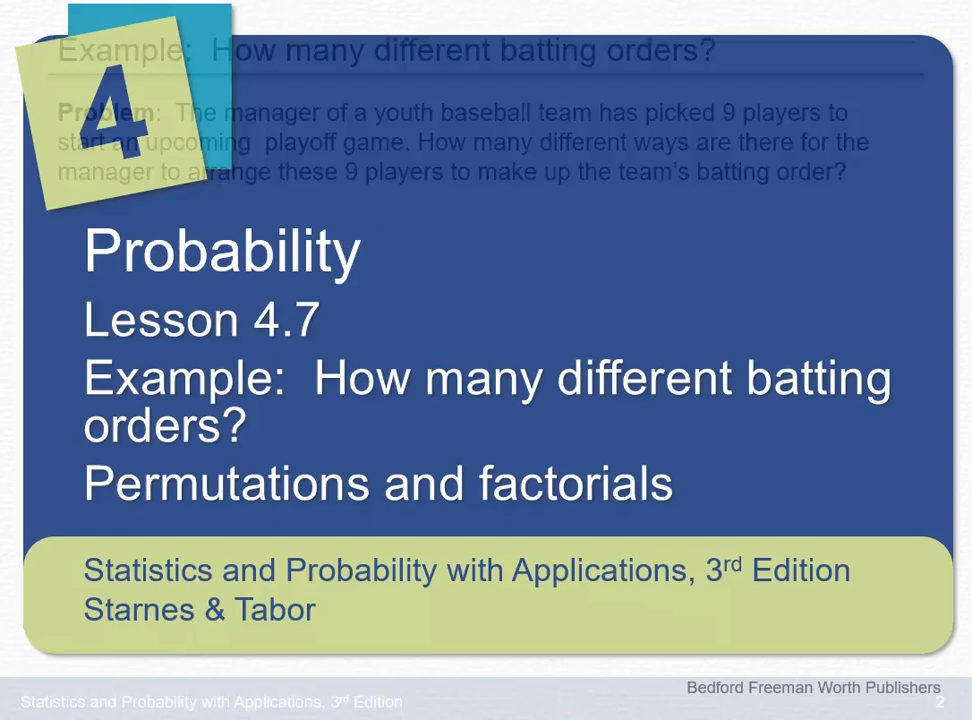 Example: How many different batting orders?
Problem: The manager of a youth baseball team has picked 9 players to
start an upcoming playoff game. How many different ways are there for the
manager to arrange these 9 players to make up the team's batting order?
4
Probability
Lesson 4.7
Example: How many different batting
orders?
Permutations and factorials
Statistics and Probability with Applications, 3rd Edition
Starnes & Tabor
Bedford Freeman Worth Publishers
Statistics and Probability with Applications, 3rd Edition
2